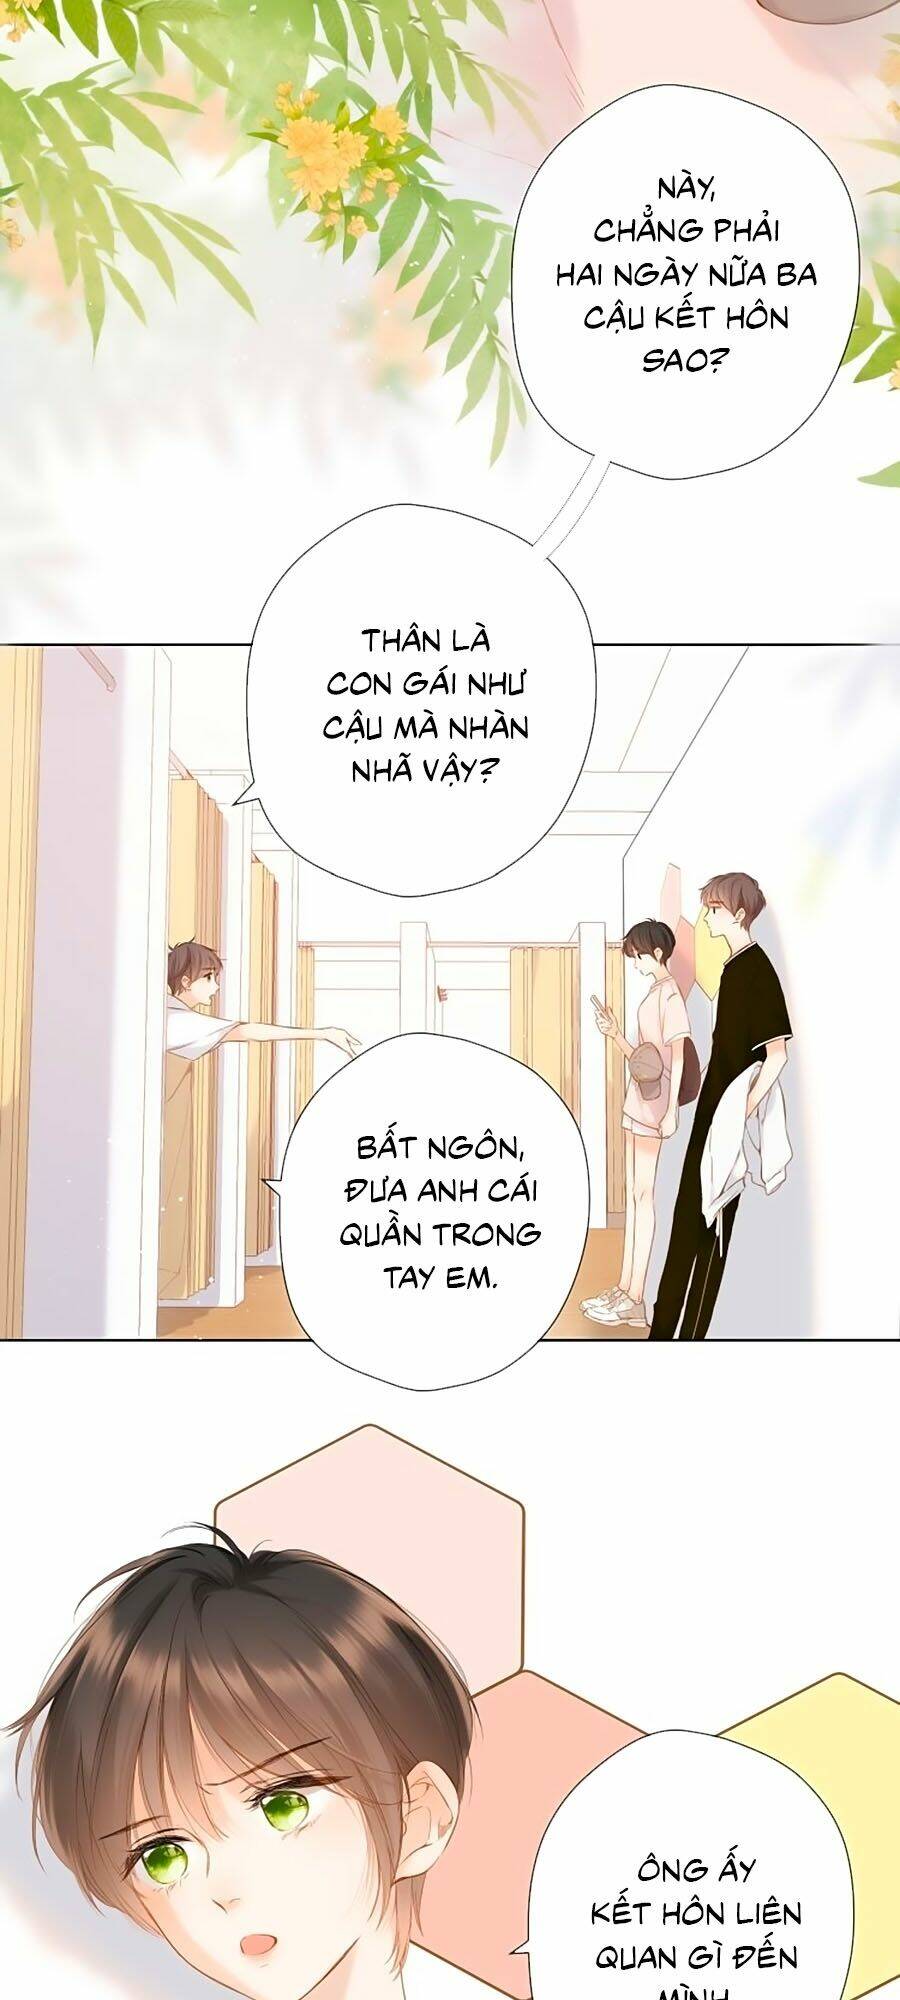 NÀY,
CHẲNG PHẢI
HAI NGÀY NỮA BA
CẬU KẾT HÔN
SAO?
THÂN LÀ
CON GÁI NHƯ
CẬU MÀ NHÀN
NHÃ VẬY?
BẤT NGÔN,
ĐƯA ANH CÁI
QUẦN TRONG
TAY EM.
ÔNG ẤY
KẾT HÔN LIÊN
QUAN GÌ ĐẾN
MÌNH